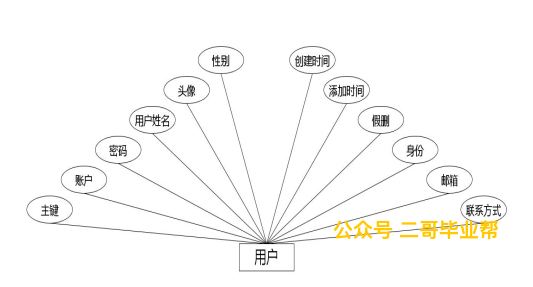 性别
创建时间
头像
添加时间
用户姓名
假删
密码
身份
账户
邮箱
主键
联系方式
公众号 二哥毕业帮
用户